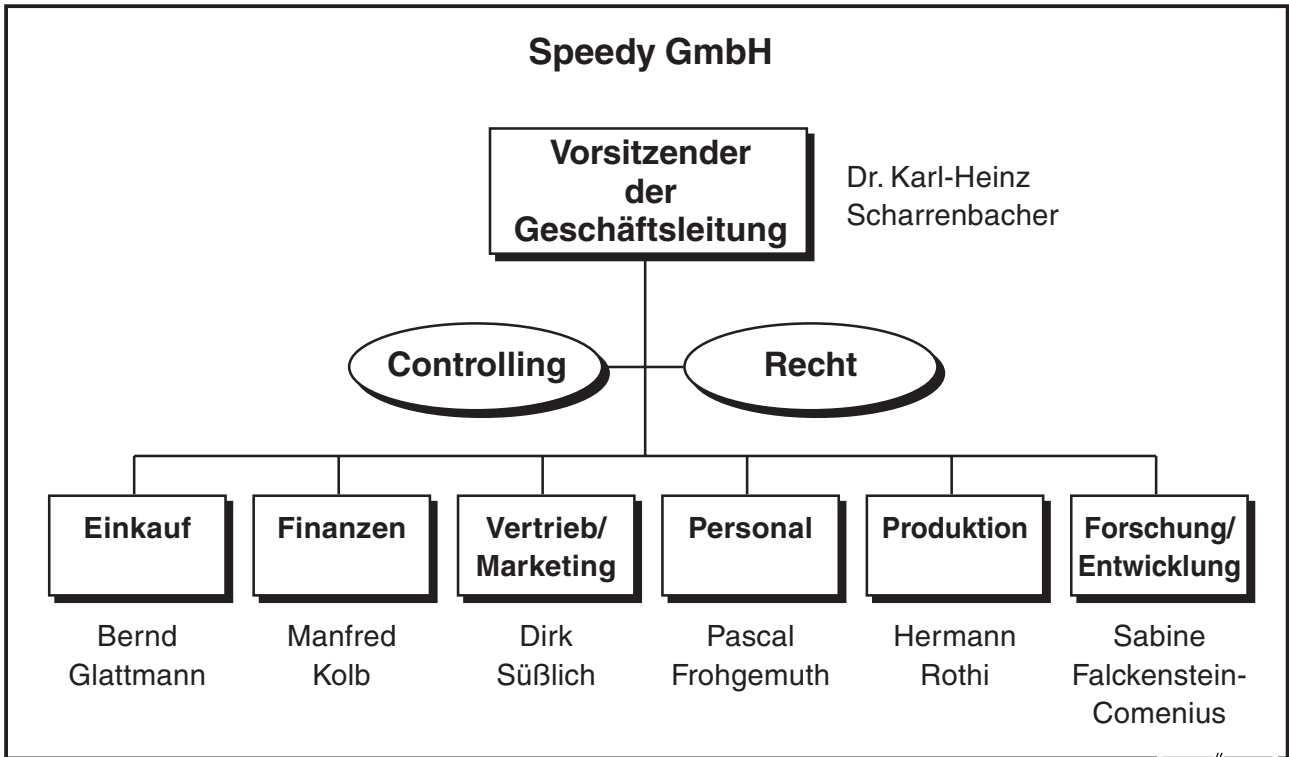 Speedy GmbH
Vorsitzender
der
Geschäftsleitung
Dr. Karl-Heinz
Scharrenbacher
Controlling
Recht
Einkauf
Finanzen
Vertrieb/
Marketing
Personal
Produktion
Forschung/
Entwicklung
Bernd
Glattmann
Manfred
Kolb
Dirk
Süßlich
Pascal
Frohgemuth
Hermann
Rothi
Sabine
Falckenstein-
Comenius